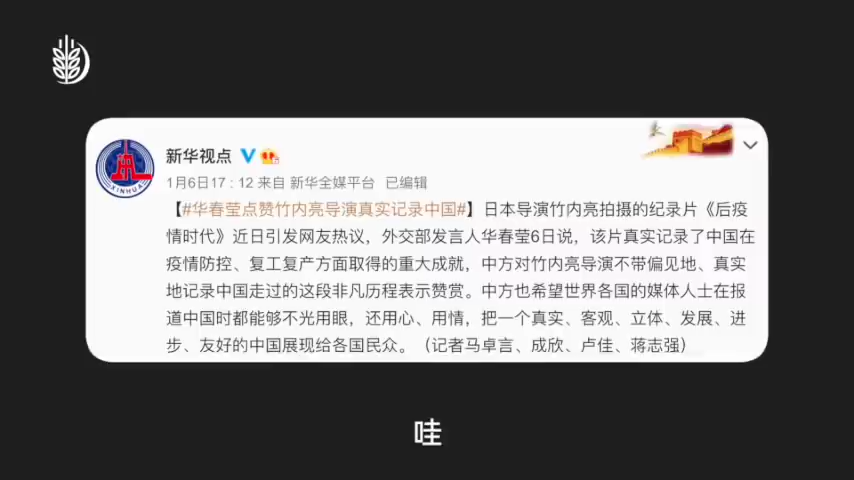 新华视点
1月6日17:12 来自 新华全媒平台 已编辑
【#华春莹点赞竹内亮导演真实记录中国#】日本导演竹内亮拍摄的纪录片《后疫
情时代》近日引发网友热议，外交部发言人华春莹6日说，该片真实记录了中国在
疫情防控、复工复产方面取得的重大成就，中方对竹内亮导演不带偏见地、真实
地记录中国走过的这段非凡历程表示赞赏。中方也希望世界各国的媒体人士在报
道中国时都能够不光用眼，还用心、用情，把一个真实、客观、立体、发展、进
步、友好的中国展现给各国民众。（记者马卓言、成欣、卢佳、蒋志强）
XINHUA
哇